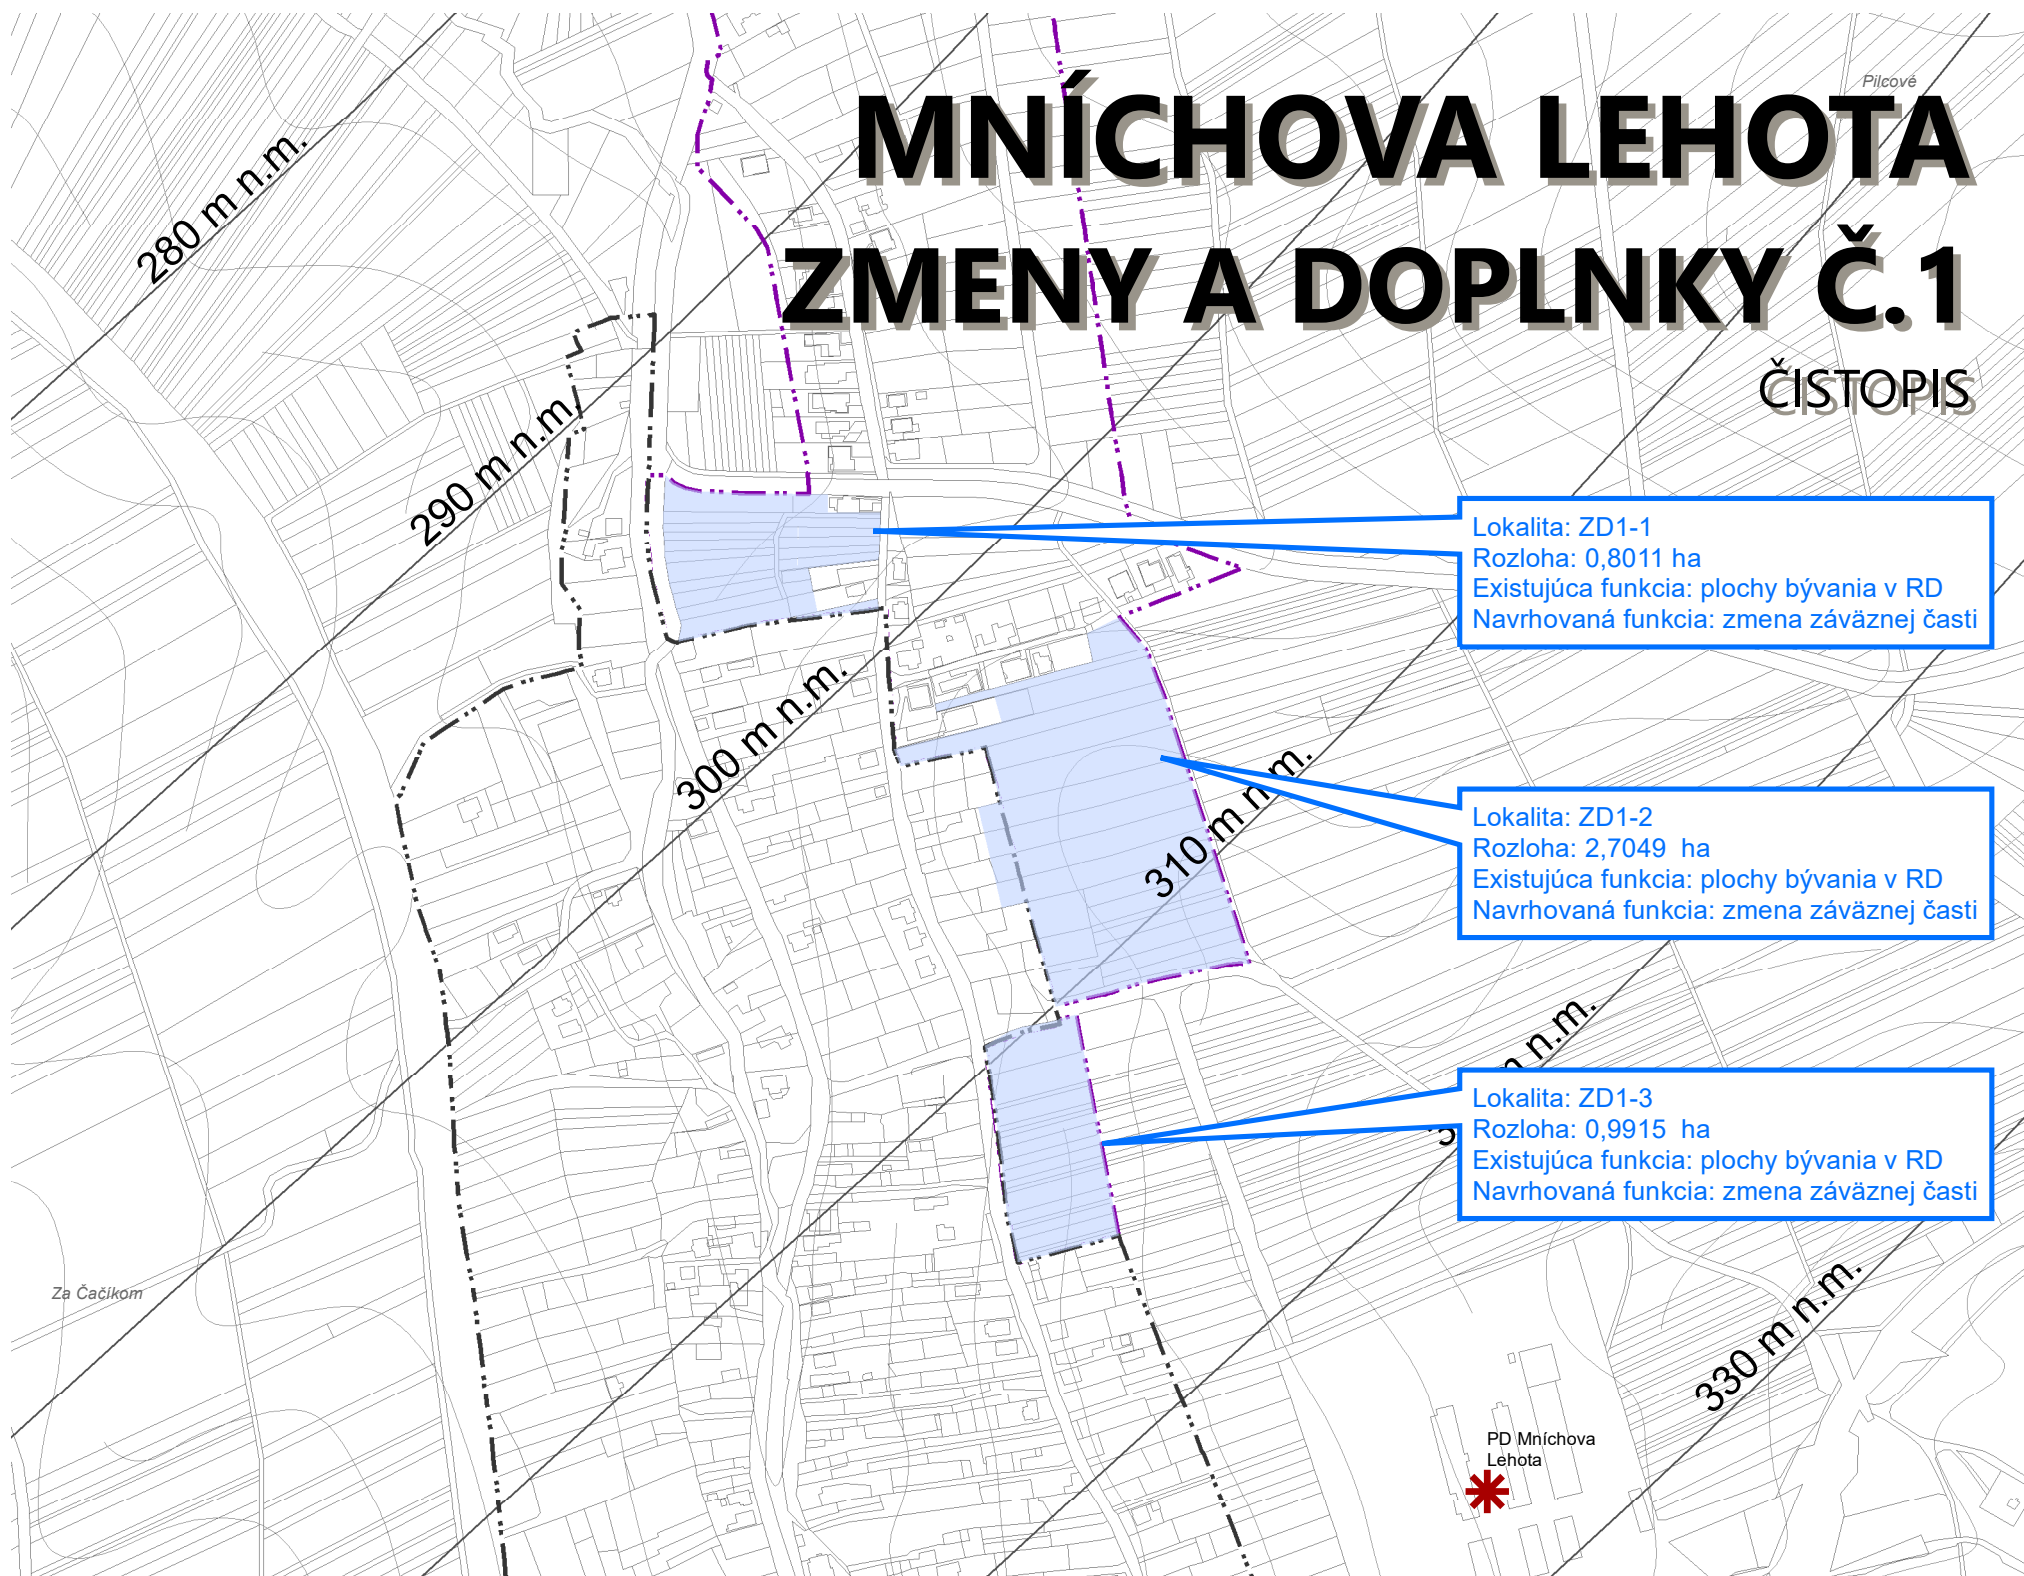 Pilcové
MNÍCHOVA LEHOTA
ZMENY A DOPLNKY Č.1
ČISTOPIS
280 m n.m.
290 m n.m.
300 m n.m.
310 m n.m.
Lokalita: ZD1-1
Rozloha: 0,8011 ha
Existujúca funkcia: plochy bývania v RD
Navrhovaná funkcia: zmena záväznej časti
Lokalita: ZD1-2
Rozloha: 2,7049 ha
Existujúca funkcia: plochy bývania v RD
Navrhovaná funkcia: zmena záväznej časti
n.m.
Lokalita: ZD1-3
Rozloha: 0,9915 ha
Existujúca funkcia: plochy bývania v RD
Navrhovaná funkcia: zmena záväznej časti
Za Čačíkom
330 m n.m.
PD Mníchova
Lehota